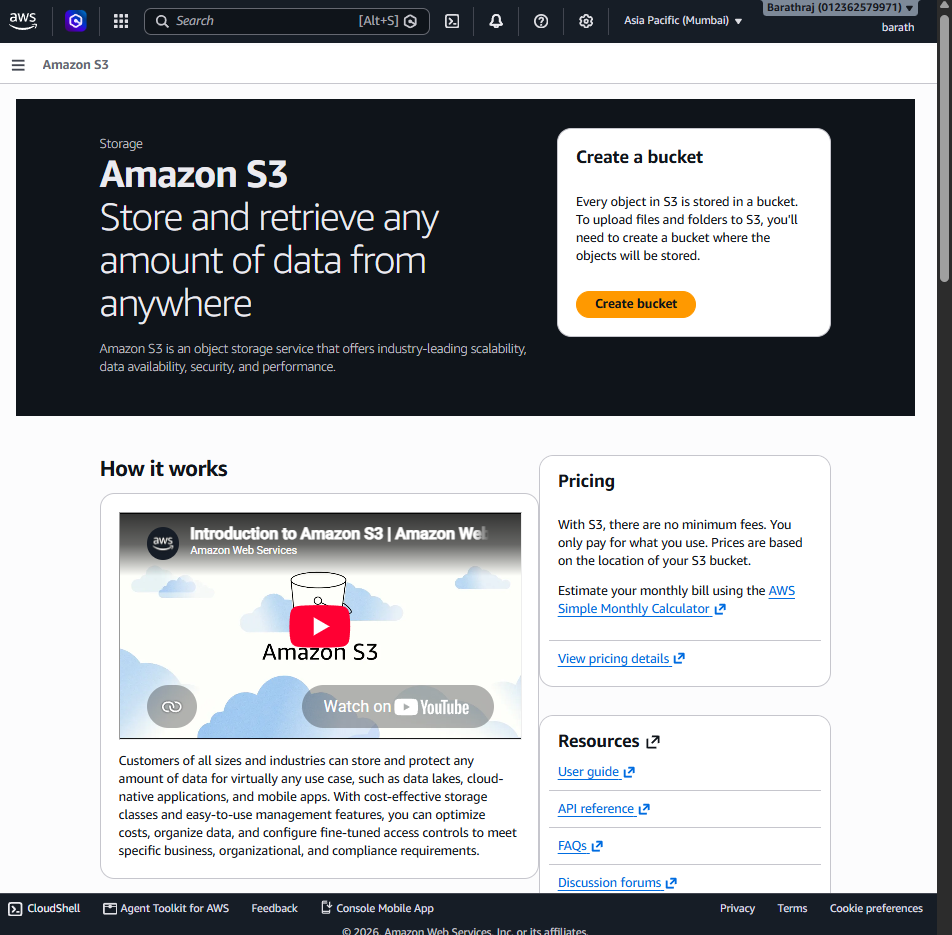 aws
Search [Alt+S]
Asia Pacific (Mumbai)
Barathraj (012362579971)
barath
Amazon S3
Storage
Amazon S3
Store and retrieve any
amount of data from
anywhere
Amazon S3 is an object storage service that offers industry-leading scalability,
data availability, security, and performance.
Create a bucket
Every object in S3 is stored in a bucket.
To upload files and folders to S3, you'll
need to create a bucket where the
objects will be stored.
Create bucket
How it works
aws
Introduction to Amazon S3 | Amazon Web
Amazon Web Services
Amazon S3
Watch on YouTube
Customers of all sizes and industries can store and protect any
amount of data for virtually any use case, such as data lakes, cloud-
native applications, and mobile apps. With cost-effective storage
classes and easy-to-use management features, you can optimize
costs, organize data, and configure fine-tuned access controls to meet
specific business, organizational, and compliance requirements.
Pricing
With S3, there are no minimum fees. You
only pay for what you use. Prices are based
on the location of your S3 bucket.
Estimate your monthly bill using the AWS
Simple Monthly Calculator
View pricing details
Resources
User guide
API reference
FAQs
Discussion forums
CloudShell
Agent Toolkit for AWS
Feedback
Console Mobile App
Privacy
Terms
Cookie preferences
© 2026, Amazon Web Services, Inc. or its affiliates.